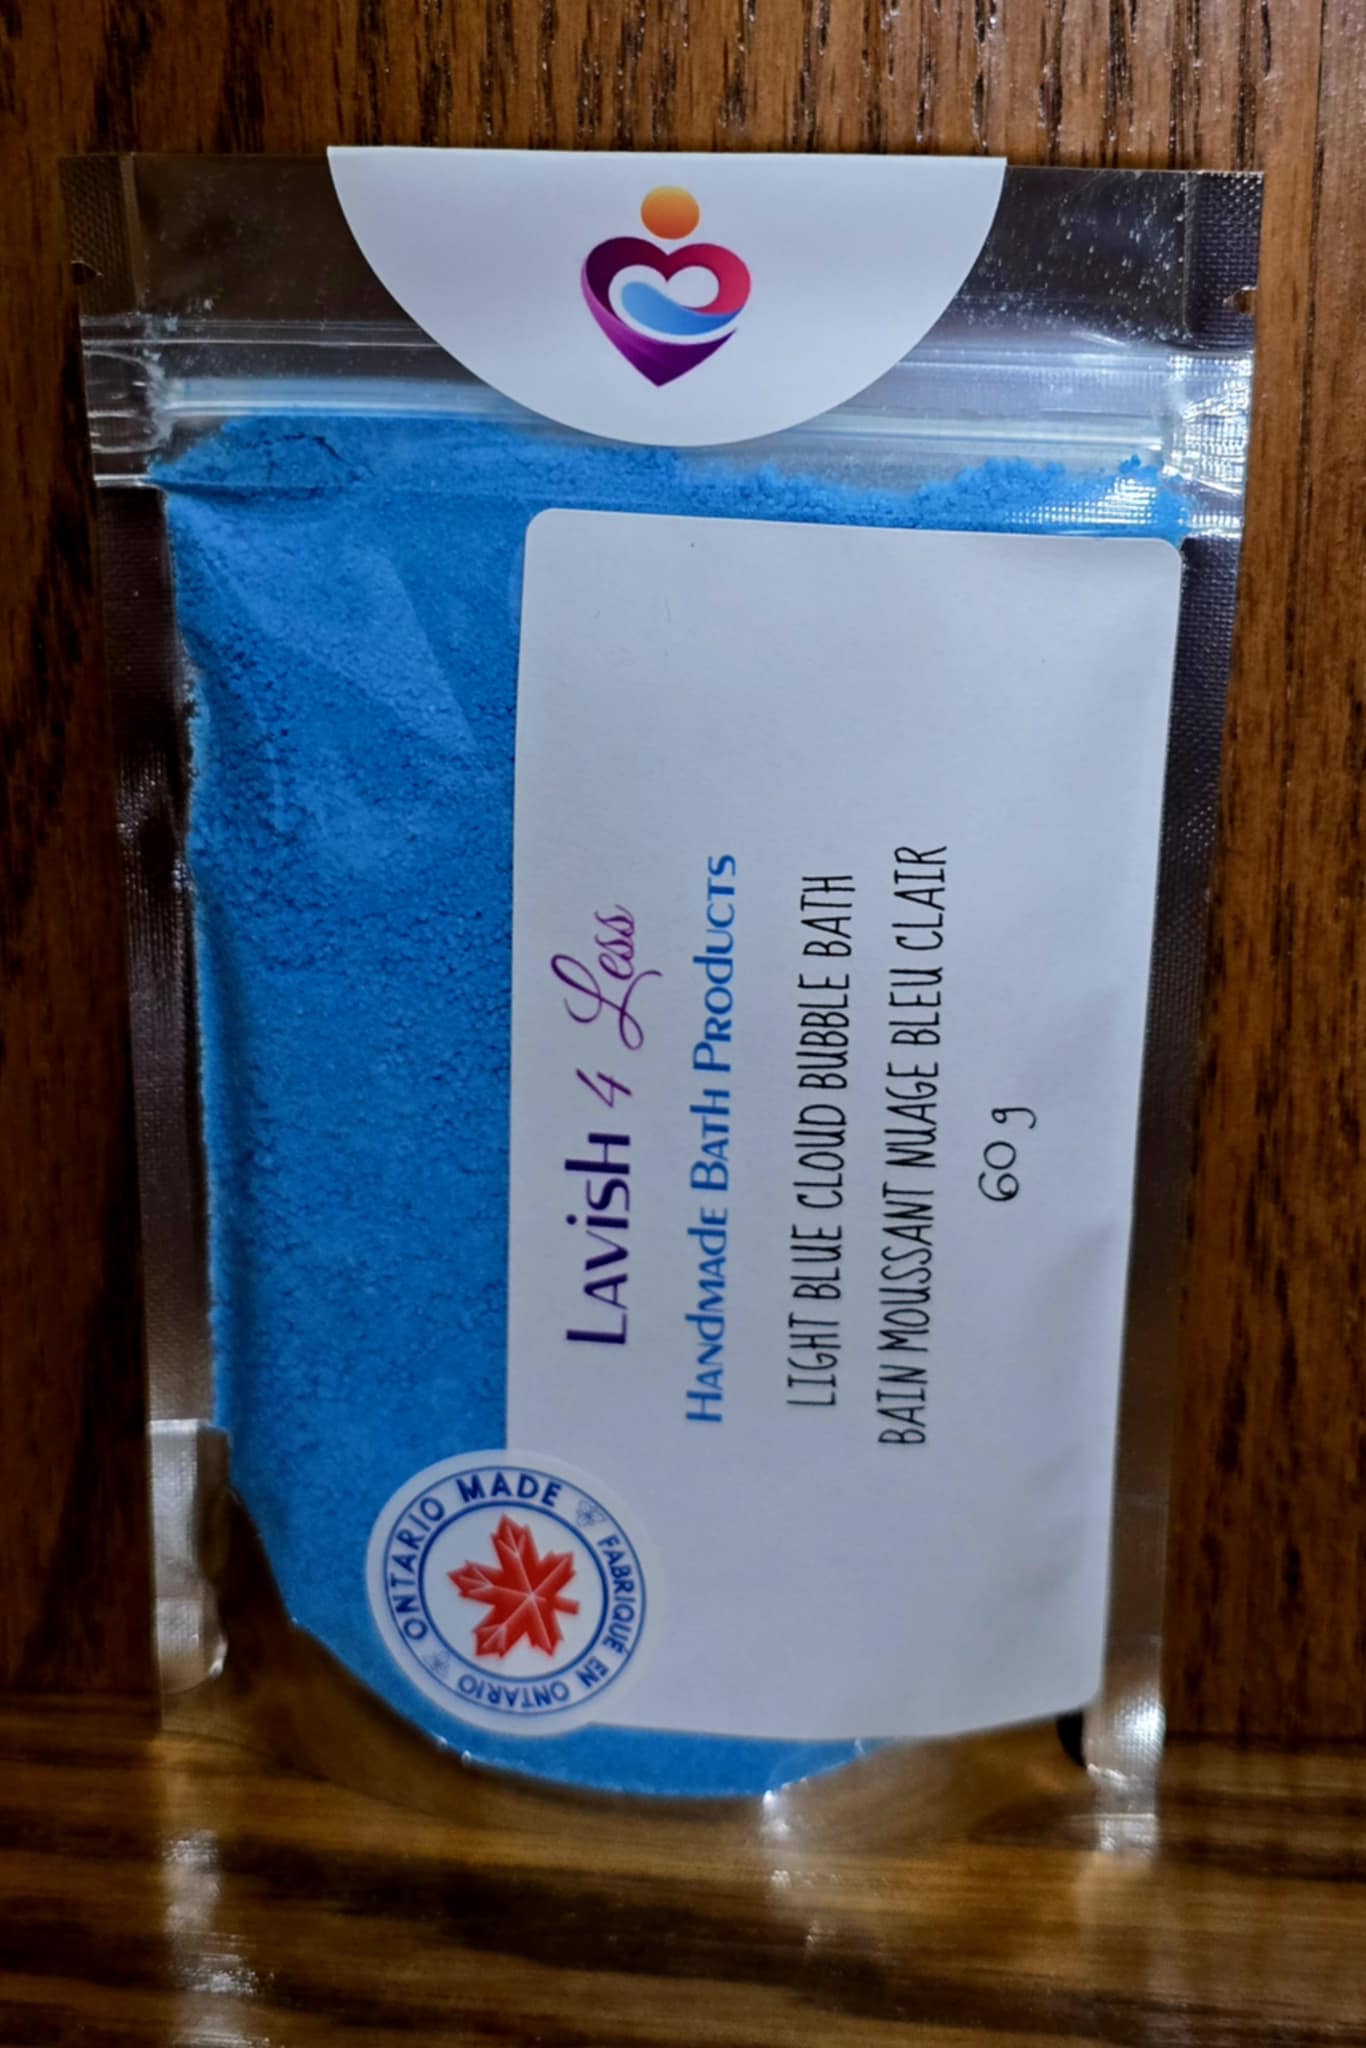 Lavish 4 Less
Handmade Bath Products
LIGHT BLUE CLOUD BUBBLE BATH
BAIN MOUSSANT NUAGE BLEU CLAIR
60 g
ONTARIO MADE
FABRIQUÉ EN ONTARIO